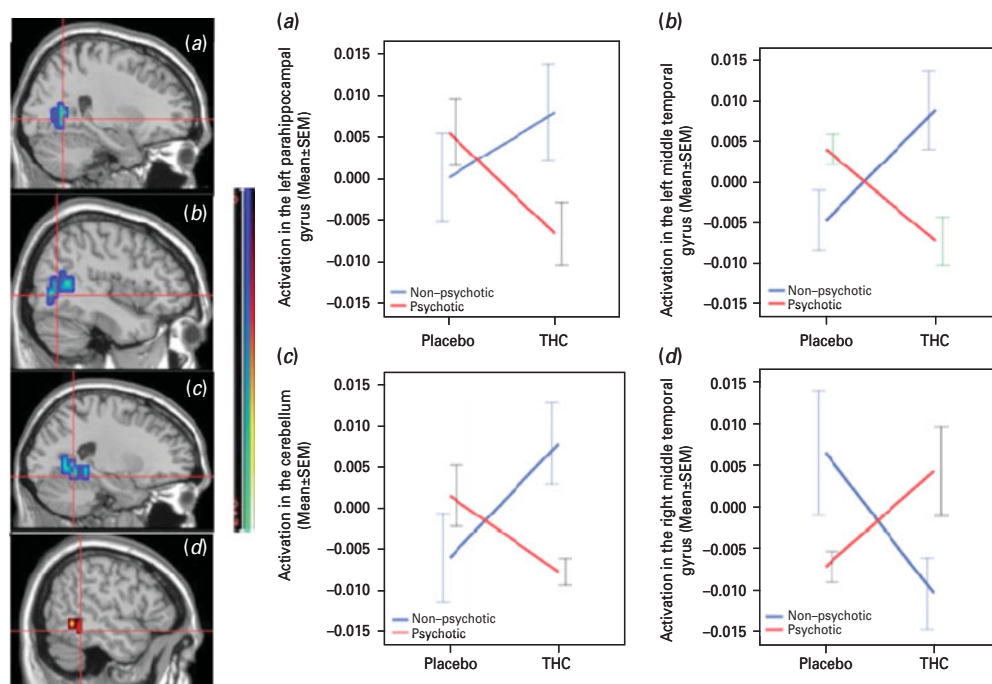 (a)
(b)
(c)
(d)
(a)
Activation in the left parahippocampal
gyrus (Mean±SEM)
0.015
0.010
0.005
0.000
–0.005
–0.010
–0.015
Non–psychotic
Psychotic
Placebo
THC
(b)
Activation in the left middle temporal
gyrus (Mean±SEM)
0.015
0.010
0.005
0.000
–0.005
–0.010
–0.015
Non–psychotic
Psychotic
Placebo
THC
(c)
Activation in the cerebellum
(Mean±SEM)
0.015
0.010
0.005
0.000
–0.005
–0.010
–0.015
Non–psychotic
Psychotic
Placebo
THC
(d)
Activation in the right middle temporal
gyrus (Mean±SEM)
0.015
0.010
0.005
0.000
–0.005
–0.010
–0.015
Non–psychotic
Psychotic
Placebo
THC